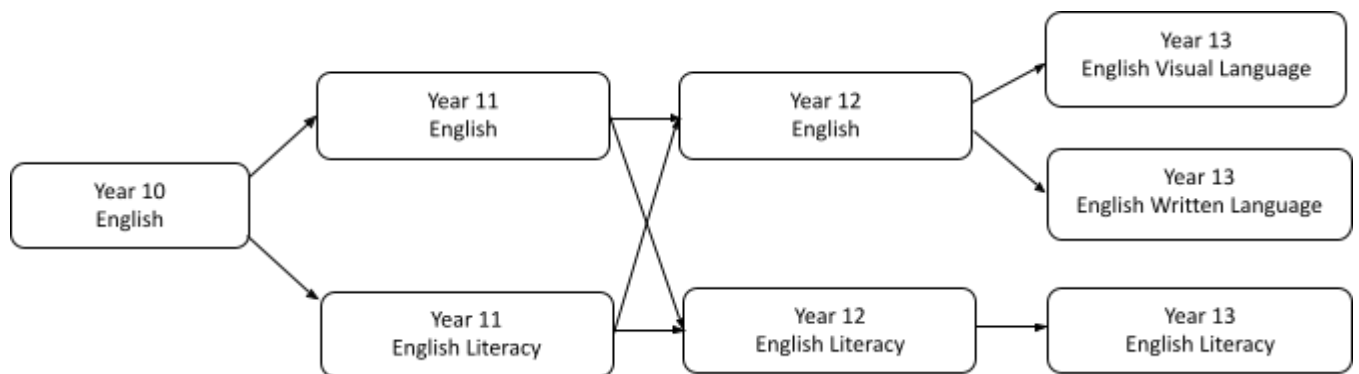 Year 10
English
Year 11
English
Year 11
English Literacy
Year 12
English
Year 12
English Literacy
Year 13
English Visual Language
Year 13
English Written Language
Year 13
English Literacy